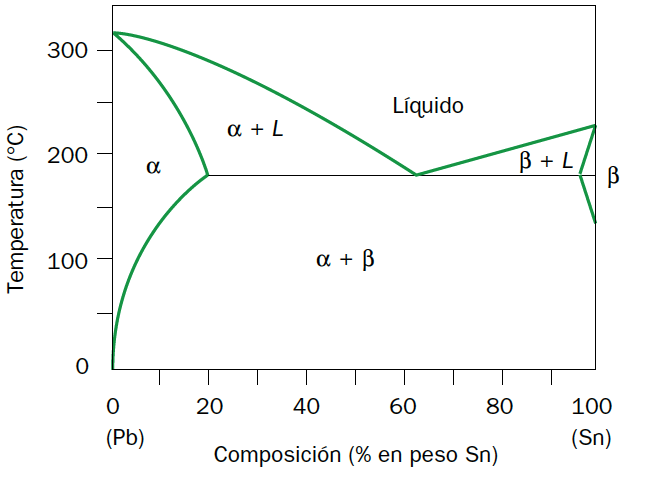 Temperatura (°C)
300
200
100
0
Líquido
α + L
α
β + L
β
α + β
0
20
40
60
80
100
(Pb)
(Sn)
Composición (% en peso Sn)